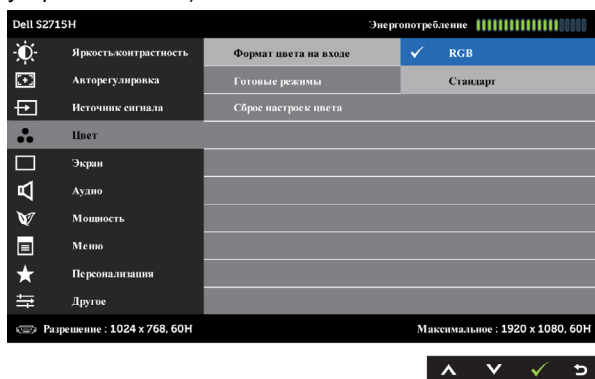 Dell S2715H Энергопотребление
Яркость/контрастность Формат цвета на входе RGB
Авторегулировка Готовые режимы Стандарт
Источник сигнала Сброс настроек цвета
Цвет
Экран
Аудио
Мощность
Меню
Персонализация
Другое
Разрешение : 1024 x 768, 60H Максимальное : 1920 x 1080, 60H